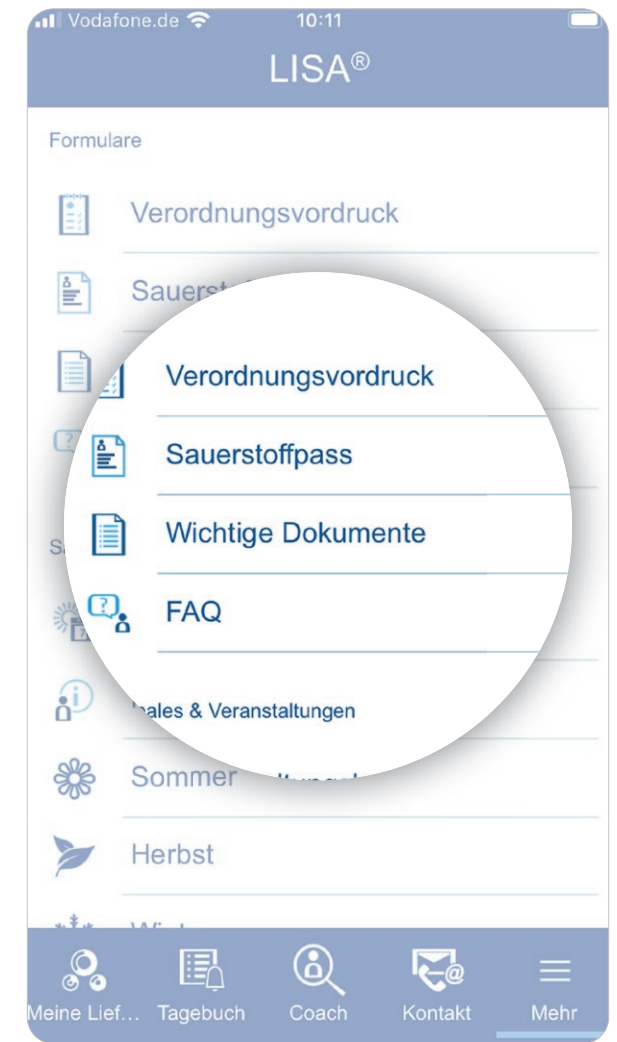 Vodafone.de 10:11
LISA®
Formulare
Verordnungsvordruck
Verordnungsvordruck
Sauerstoffpass
Wichtige Dokumente
FAQ
& Veranstaltungen
Sommer
Herbst
Meine Lief... Tagebuch Coach Kontakt Mehr